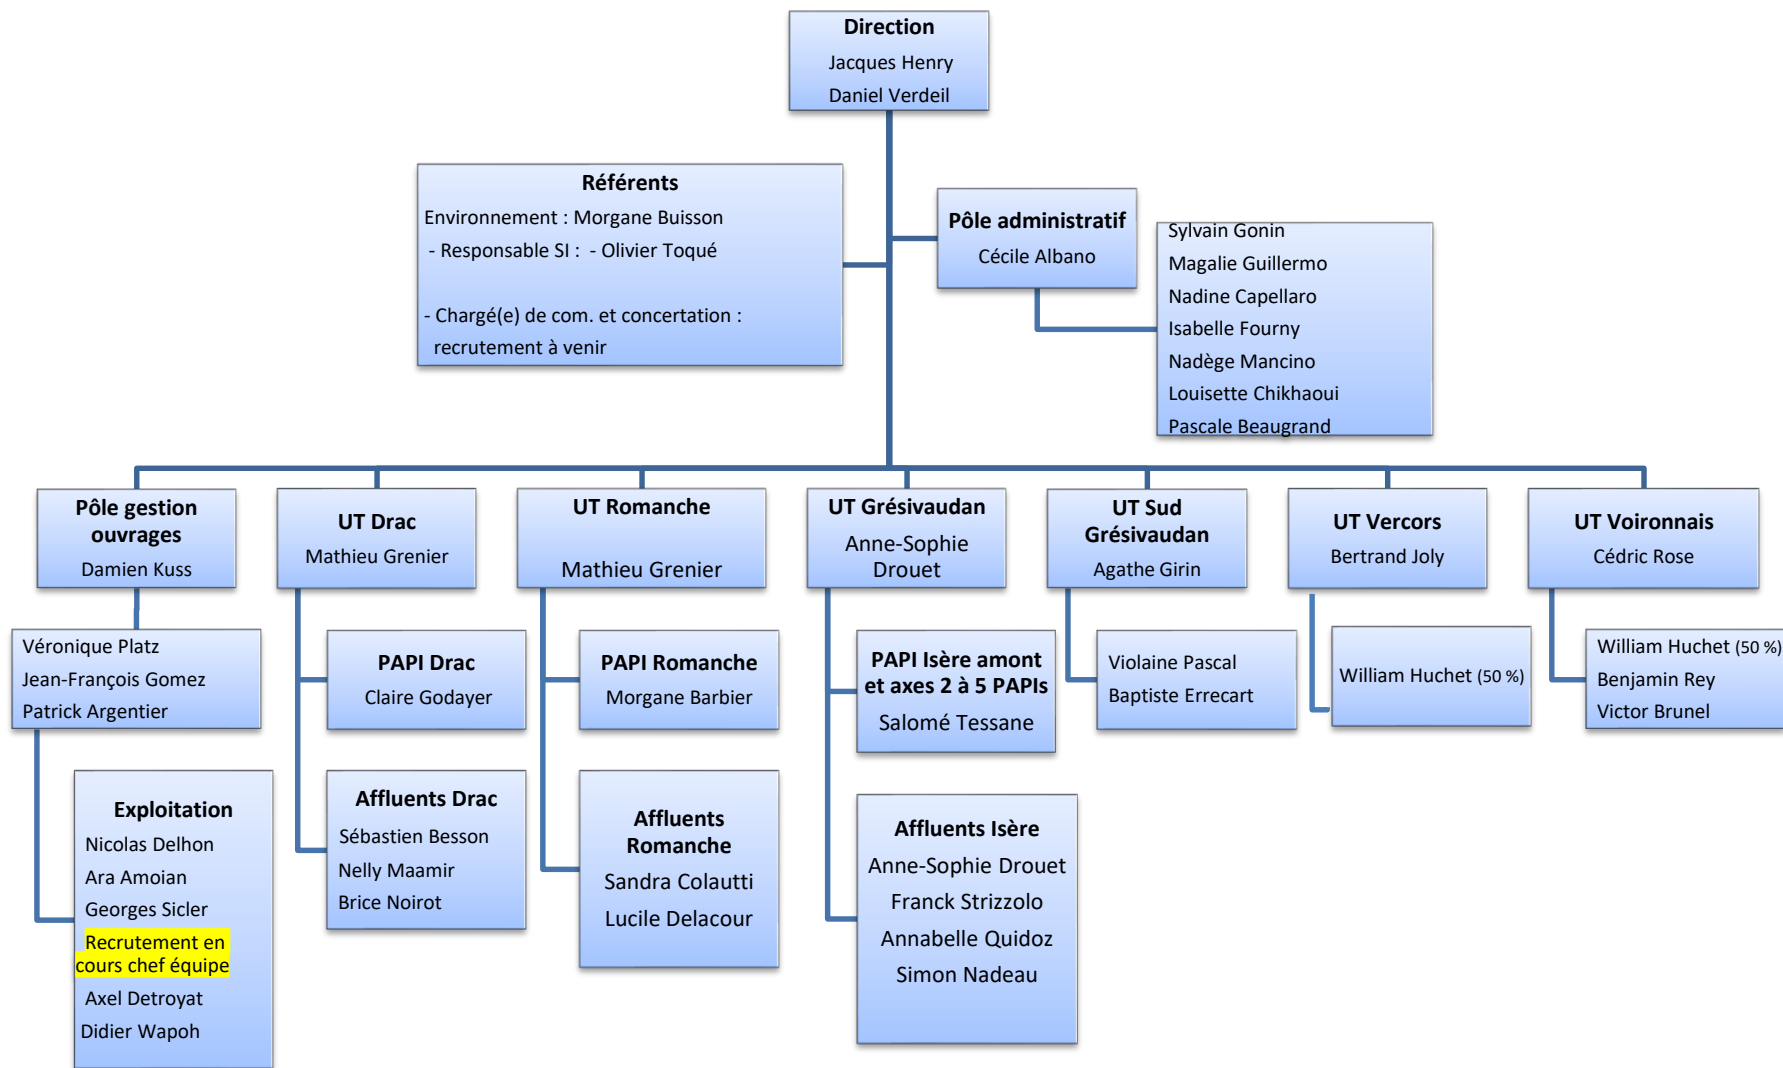 Direction
Jacques Henry
Daniel Verdeil
Référents
Environnement : Morgane Buisson
- Responsable SI :  - Olivier Toqué
- Chargé(e) de com. et concertation :
recrutement à venir
Pôle administratif
Cécile Albano
Sylvain Gonin
Magalie Guillermo
Nadine Capellaro
Isabelle Fourny
Nadège Mancino
Louisette Chikhaoui
Pascale Beaugrand
Pôle gestion
ouvrages
Damien Kuss
Véronique Platz
Jean-François Gomez
Patrick Argentier
Exploitation
Nicolas Delhon
Ara Amoian
Georges Sicler
Recrutement en
cours chef équipe
Axel Detroyat
Didier Wapoh
UT Drac
Mathieu Grenier
PAPI Drac
Claire Godayer
Affluents Drac
Sébastien Besson
Nelly Maamir
Brice Noirot
UT Romanche
Mathieu Grenier
PAPI Romanche
Morgane Barbier
Affluents
Romanche
Sandra Colautti
Lucile Delacour
UT Grésivaudan
Anne-Sophie
Drouet
PAPI Isère amont
et axes 2 à 5 PAPIs
Salomé Tessane
Affluents Isère
Anne-Sophie Drouet
Franck Strizzolo
Annabelle Quidoz
Simon Nadeau
UT Sud
Grésivaudan
Agathe Girin
Violaine Pascal
Baptiste Errecart
UT Vercors
Bertrand Joly
William Huchet (50 %)
UT Voironnais
Cédric Rose
William Huchet (50 %)
Benjamin Rey
Victor Brunel